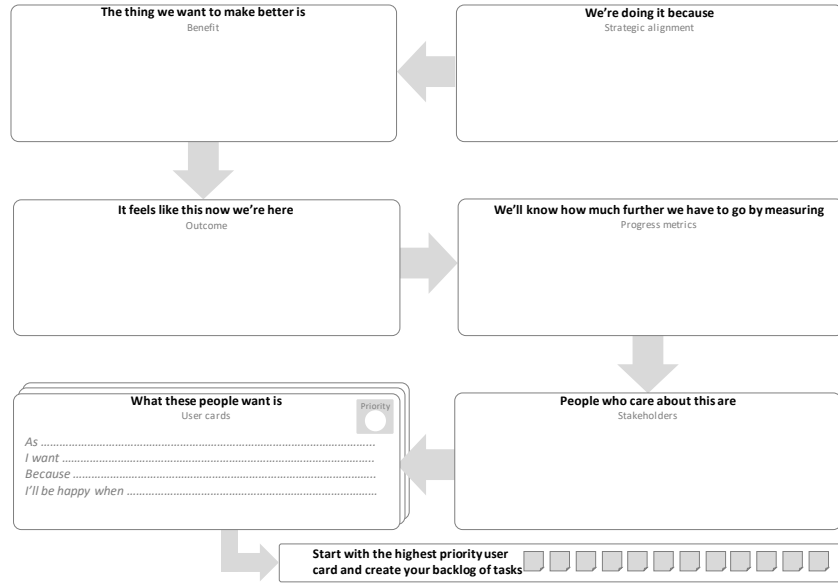 The thing we want to make better is
Benefit
We're doing it because
Strategic alignment
It feels like this now we're here
Outcome
We'll know how much further we have to go by measuring
Progress metrics
What these people want is
User cards
Priority
As ................................................................................................
I want ..........................................................................................
Because .......................................................................................
I'll be happy when .......................................................................
People who care about this are
Stakeholders
Start with the highest priority user
card and create your backlog of tasks